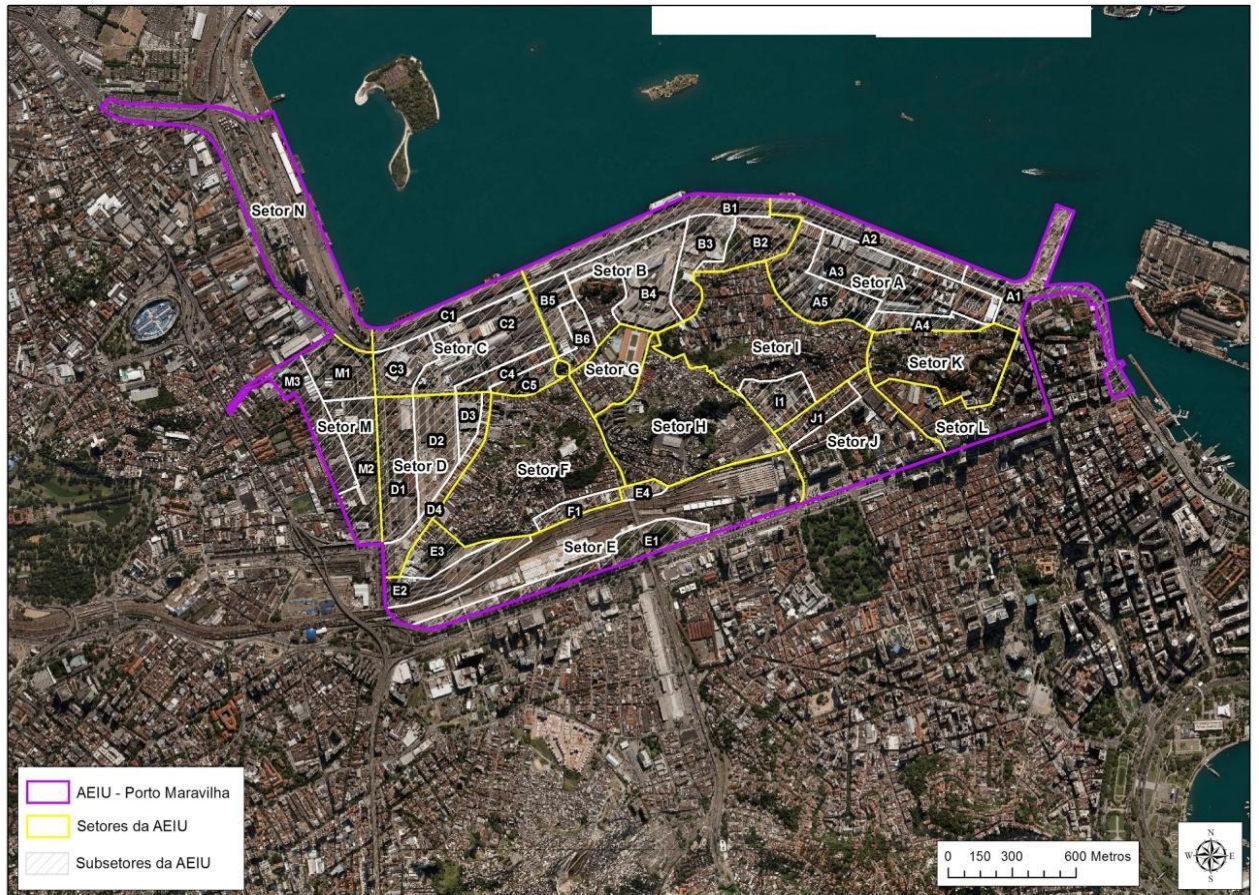 Setor N
B1
A2
B3
B2
Setor B
A3
Setor A
B4
B5
A1
C1
A5
C2
A4
B6
Setor C
Setor G
Setor I
Setor K
M1
C3
C4
M3
C5
I1
D3
J1
Setor M
Setor H
Setor L
D2
Setor J
Setor D
Setor F
M2
D1
E4
D4
F1
E1
Setor E
E3
E2
AEIU - Porto Maravilha
Setores da AEIU
Subsetores da AEIU
0 150 300 600 Metros
N
W E
S